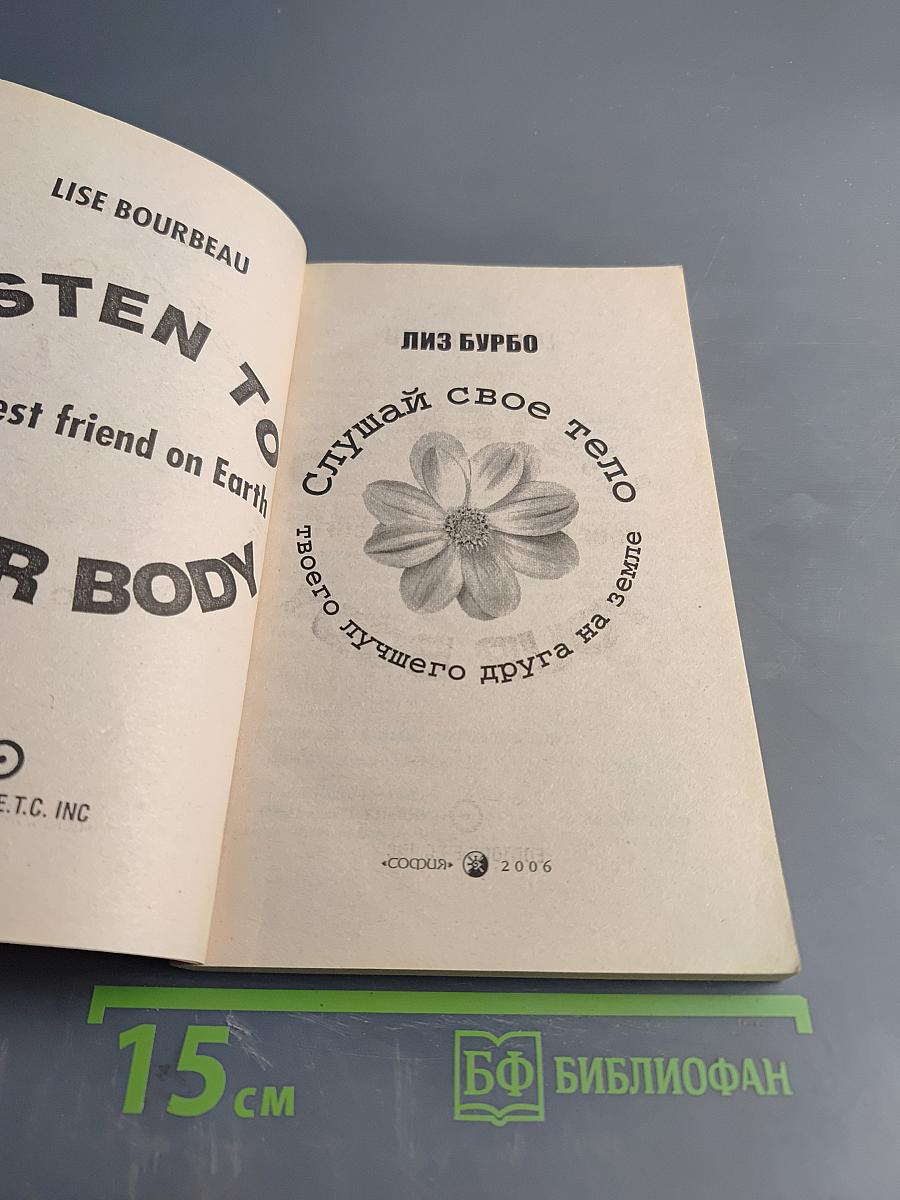 LISE BOURBEAU
STEN TO
est friend on Earth
R BODY
E.T.C. INC
ЛИЗ БУРБО
Слушай свое тело
твоего лучшего друга на земле
«СОФИЯ» 2006
15 см
БФ БИБЛИОФАН